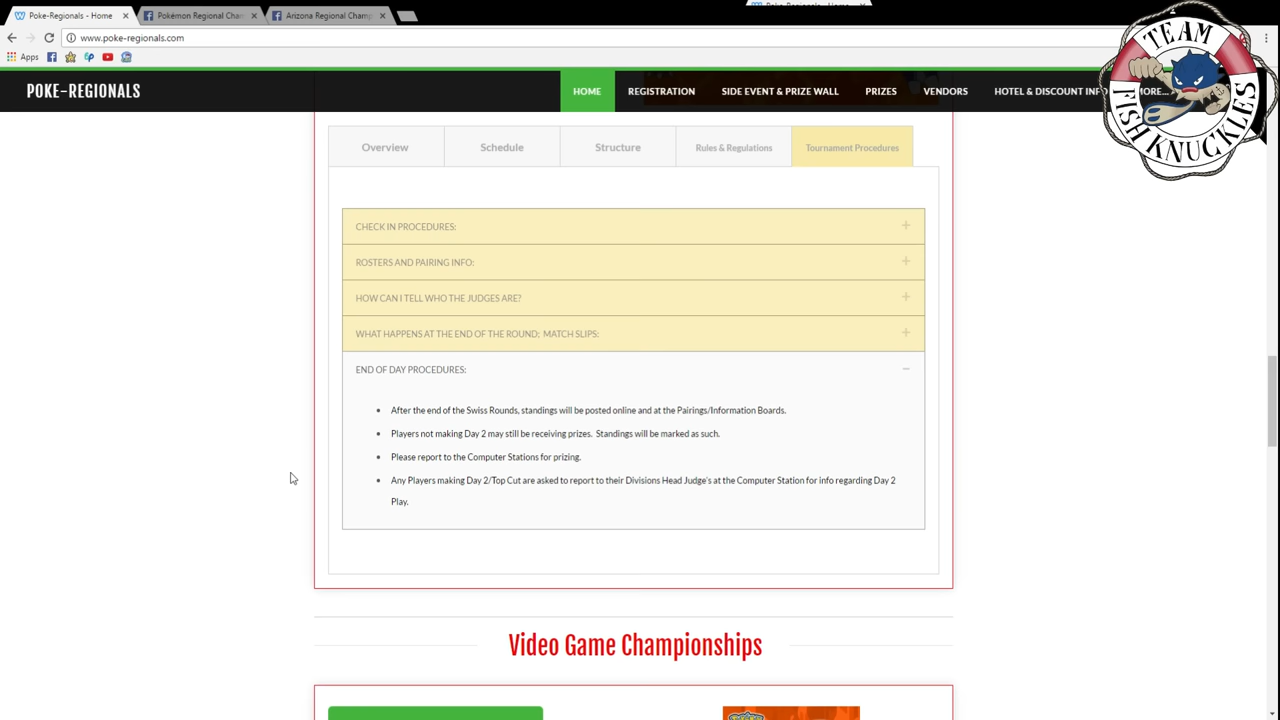 Poke-Regionals - Home
Pokémon Regional Cham
Arizona Regional Champ
www.poke-regionals.com
Apps
POKE-REGIONALS
HOME
REGISTRATION
SIDE EVENT & PRIZE WALL
PRIZES
VENDORS
HOTEL & DISCOUNT INF
MORE...
TEAM
FISH KNUCKLES
Overview
Schedule
Structure
Rules & Regulations
Tournament Procedures
CHECK IN PROCEDURES:
ROSTERS AND PAIRING INFO:
HOW CAN I TELL WHO THE JUDGES ARE?
WHAT HAPPENS AT THE END OF THE ROUND; MATCH SLIPS:
END OF DAY PROCEDURES:
After the end of the Swiss Rounds, standings will be posted online and at the Pairings/Information Boards.
Players not making Day 2 may still be receiving prizes. Standings will be marked as such.
Please report to the Computer Stations for prizing.
Any Players making Day 2/Top Cut are asked to report to their Divisions Head Judge's at the Computer Station for info regarding Day 2
Play.
Video Game Championships